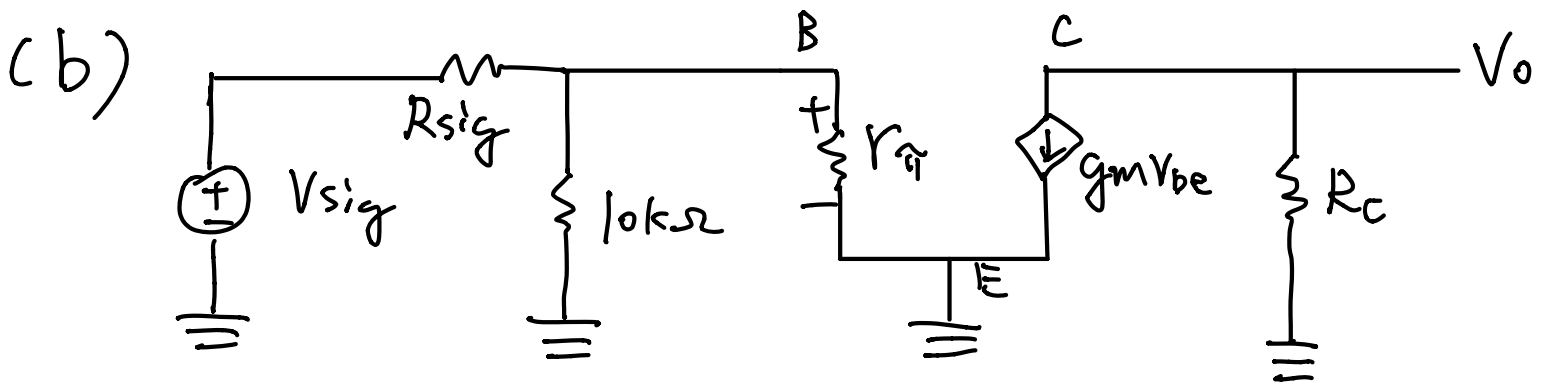 (b)
B
C
Vo
Rsig
+
rπ
+
-
Vsig
10kΩ
gmvbe
Rc
-
E